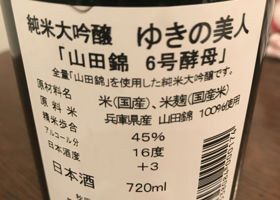 純米大吟醸 ゆきの美人
「山田錦 6号酵母」
全量「山田錦」を使用した純米大吟醸です。
原材料名 米(国産)、米麹(国産米)
原料米 兵庫県産 山田錦 100%使用
精米歩合 45%
アルコール分 16度
日本酒度 +3
日本酒 720ml